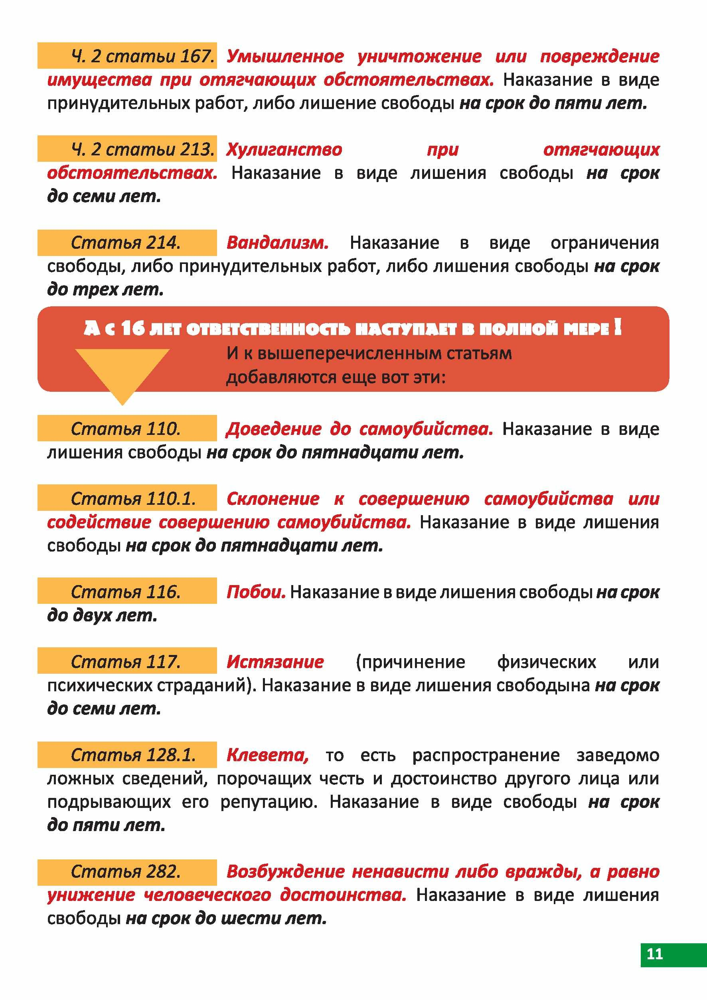 Ч. 2 статьи 167. Умышленное уничтожение или повреждение
имущества при отягчающих обстоятельствах. Наказание в виде
принудительных работ, либо лишение свободы на срок до пяти лет.
Ч. 2 статьи 213. Хулиганство при отягчающих
обстоятельствах. Наказание в виде лишения свободы на срок
до семи лет.
Статья 214. Вандализм. Наказание в виде ограничения
свободы, либо принудительных работ, либо лишения свободы на срок
до трех лет.
А с 16 лет ответственность наступает в полной мере!
И к вышеперечисленным статьям
добавляются еще вот эти:
Статья 110. Доведение до самоубийства. Наказание в виде
лишения свободы на срок до пятнадцати лет.
Статья 110.1. Склонение к совершению самоубийства или
содействие совершению самоубийства. Наказание в виде лишения
свободы на срок до пятнадцати лет.
Статья 116. Побои. Наказание в виде лишения свободы на срок
до двух лет.
Статья 117. Истязание (причинение физических или
психических страданий). Наказание в виде лишения свободына на срок
до семи лет.
Статья 128.1. Клевета, то есть распространение заведомо
ложных сведений, порочащих честь и достоинство другого лица или
подрывающих его репутацию. Наказание в виде свободы на срок
до пяти лет.
Статья 282. Возбуждение ненависти либо вражды, а равно
унижение человеческого достоинства. Наказание в виде лишения
свободы на срок до шести лет.
11